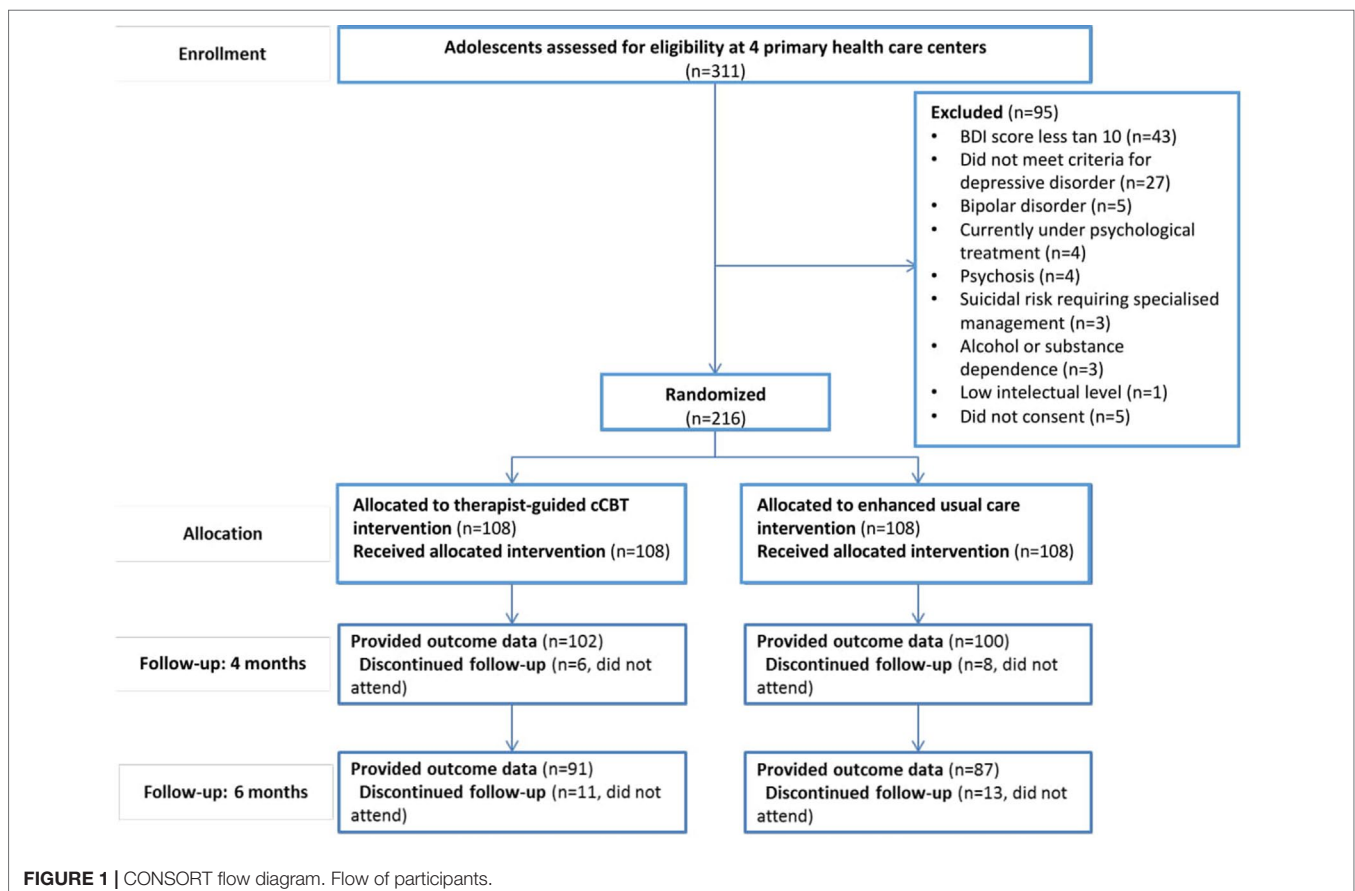 Enrollment
Adolescents assessed for eligibility at 4 primary health care centers
(n=311)
Excluded (n=95)
• BDI score less tan 10 (n=43)
• Did not meet criteria for
depressive disorder (n=27)
• Bipolar disorder (n=5)
• Currently under psychological
treatment (n=4)
• Psychosis (n=4)
• Suicidal risk requiring specialised
management (n=3)
• Alcohol or substance
dependence (n=3)
• Low intelectual level (n=1)
• Did not consent (n=5)
Randomized
(n=216)
Allocation
Allocated to therapist-guided cCBT
intervention (n=108)
Received allocated intervention (n=108)
Allocated to enhanced usual care
intervention (n=108)
Received allocated intervention (n=108)
Follow-up: 4 months
Provided outcome data (n=102)
Discontinued follow-up (n=6, did not
attend)
Provided outcome data (n=100)
Discontinued follow-up (n=8, did not
attend)
Follow-up: 6 months
Provided outcome data (n=91)
Discontinued follow-up (n=11, did not
attend)
Provided outcome data (n=87)
Discontinued follow-up (n=13, did not
attend)
FIGURE 1 | CONSORT flow diagram. Flow of participants.